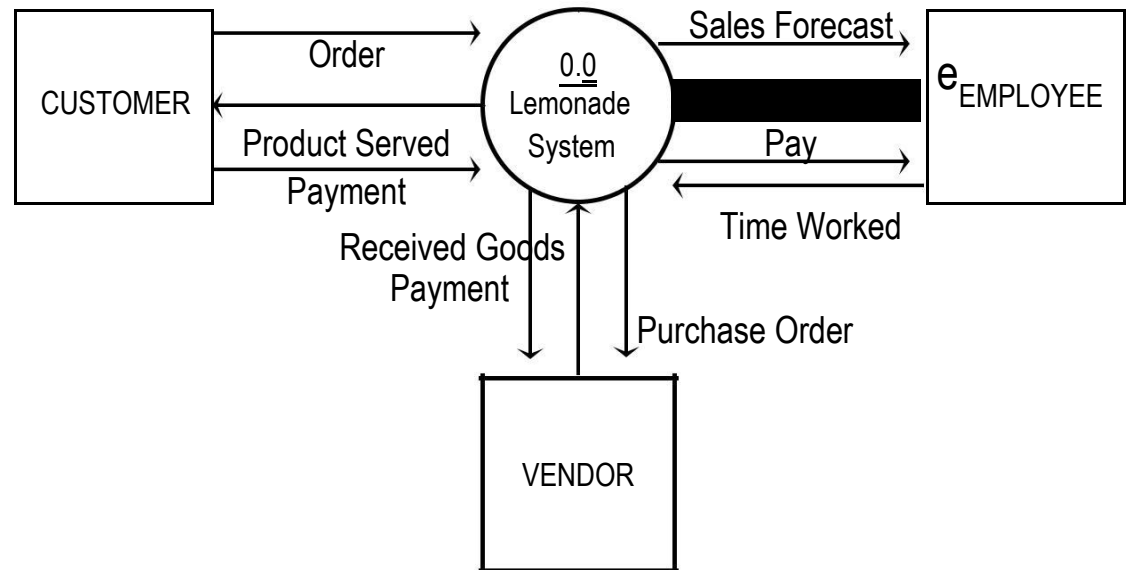 Order
Sales Forecast
0.0
CUSTOMER
Lemonade
System
e
EMPLOYEE
Product Served
Pay
Payment
Time Worked
Received Goods
Payment
Purchase Order
VENDOR